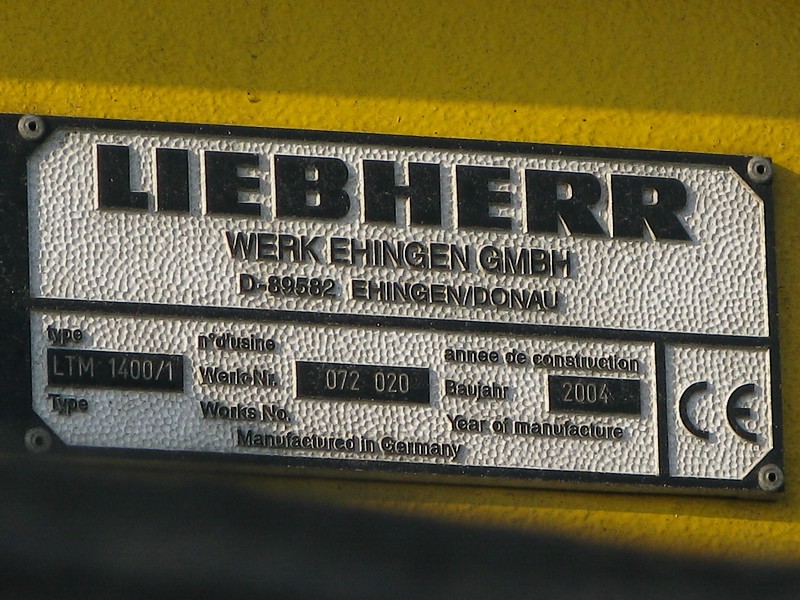 LIEBHERR
WERK EHINGEN GMBH
D-89582 EHINGEN/DONAU
type
LTM 1400/1
Type
n°d'usine
Werk-Nr.
072 020
Works No.
annee de construction
Baujahr
2004
Year of manufacture
Manufactured in Germany
CE